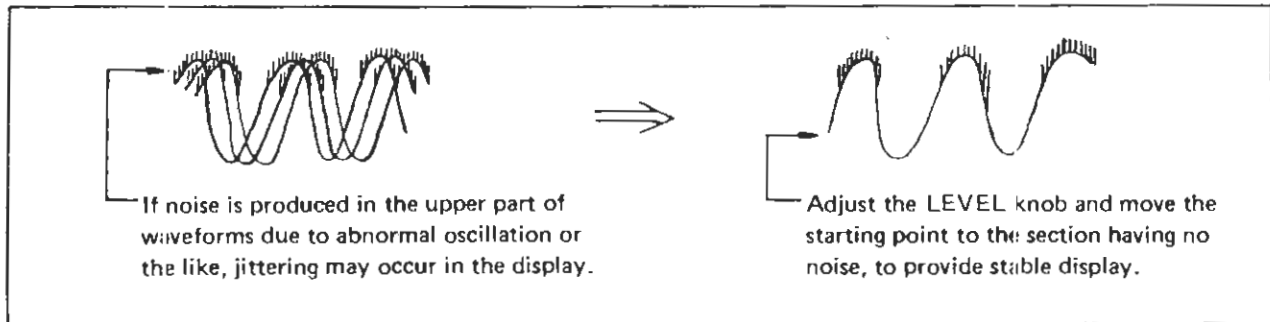 If noise is produced in the upper part of
waveforms due to abnormal oscillation or
the like, jittering may occur in the display.
Adjust the LEVEL knob and move the
starting point to the section having no
noise, to provide stable display.